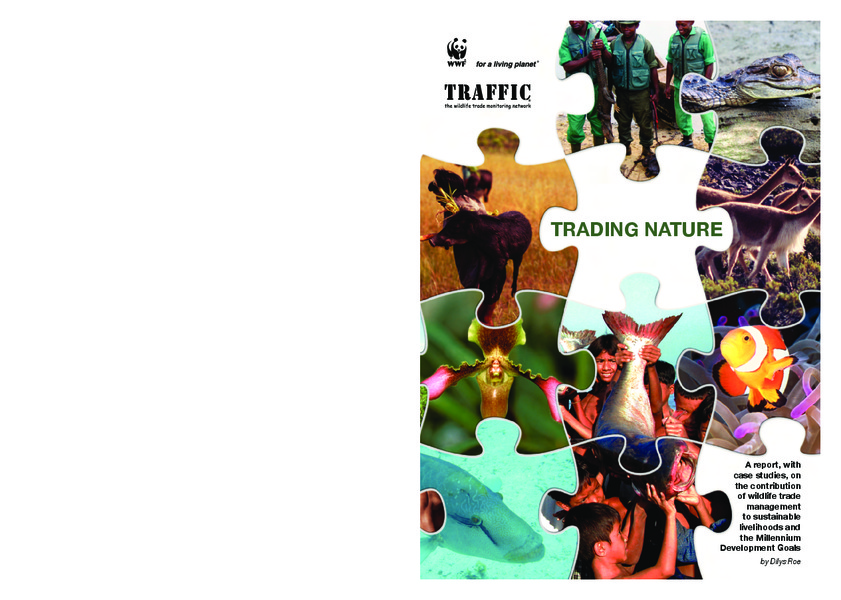 WWF
for a living planet®
TRAFFIC
the wildlife trade monitoring network
TRADING NATURE
A report, with
case studies, on
the contribution
of wildlife trade
management
to sustainable
livelihoods and
the Millennium
Development Goals
by Dilys Roe